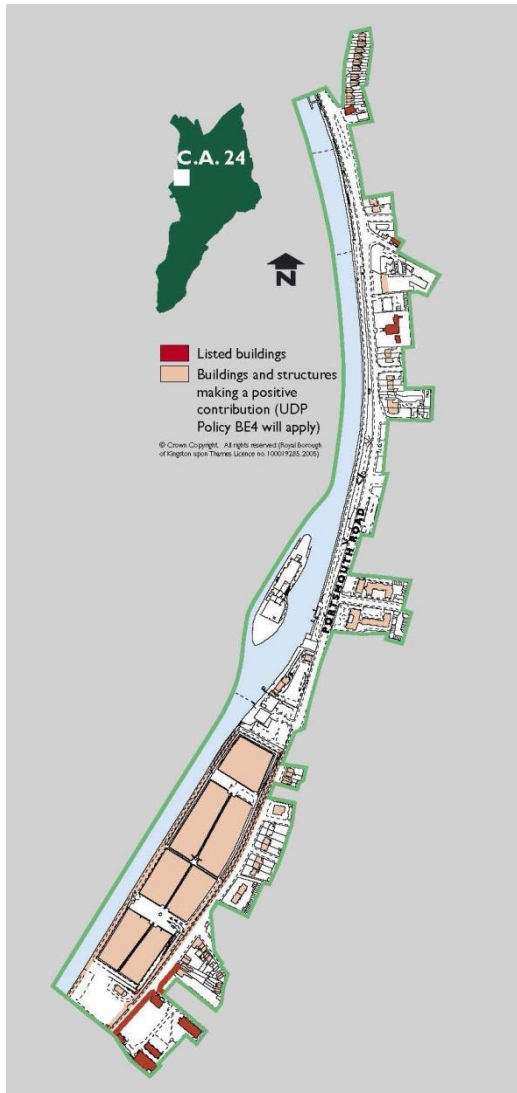 C.A. 24
N
Listed buildings
Buildings and structures
making a positive
contribution (UDP
Policy BE4 will apply)
© Crown Copyright. All rights reserved (Royal Borough
of Kingston upon Thames Licence no. 100019285, 2005)
PORTSMOUTH ROAD